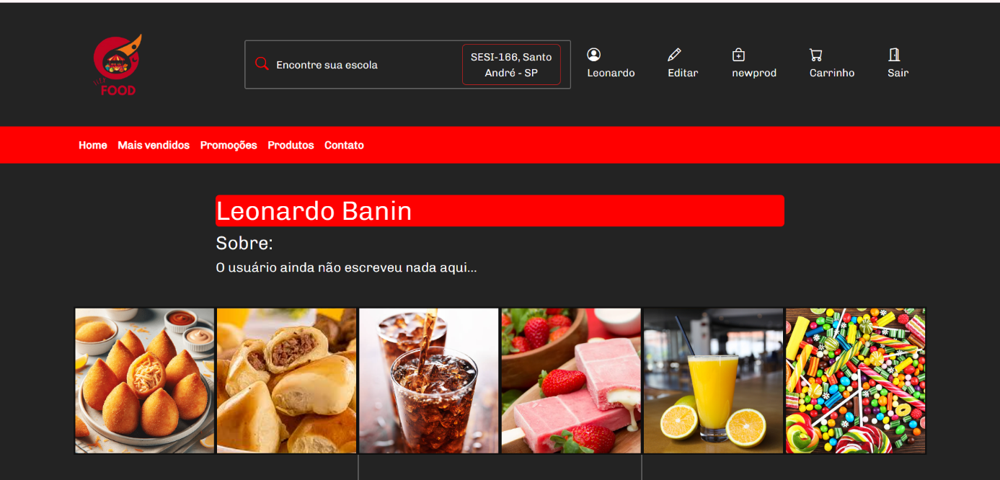 FOOD
Encontre sua escola
SESI-166, Santo
André - SP
Leonardo
Editar
newprod
Carrinho
Sair
Home Mais vendidos Promoções Produtos Contato
Leonardo Banin
Sobre:
O usuário ainda não escreveu nada aqui...